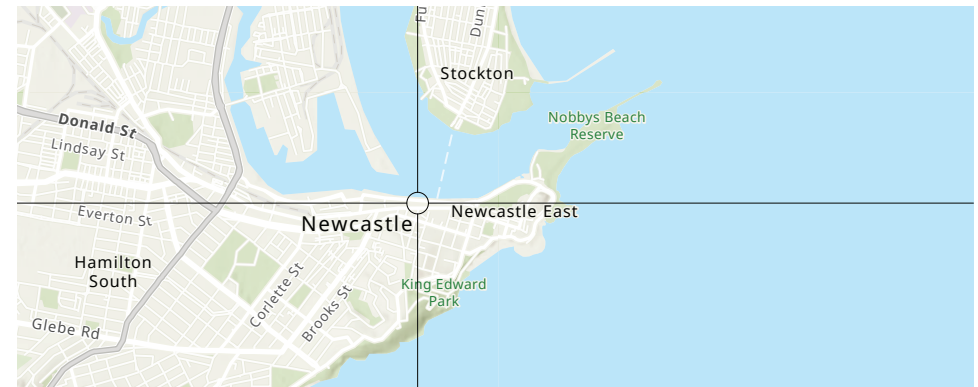 Stockton
Nobbys Beach
Reserve
Donald St
Lindsay St
Everton St
Newcastle
Newcastle East
Hamilton
South
King Edward
Park
Corlette St
Brooks St
Glebe Rd